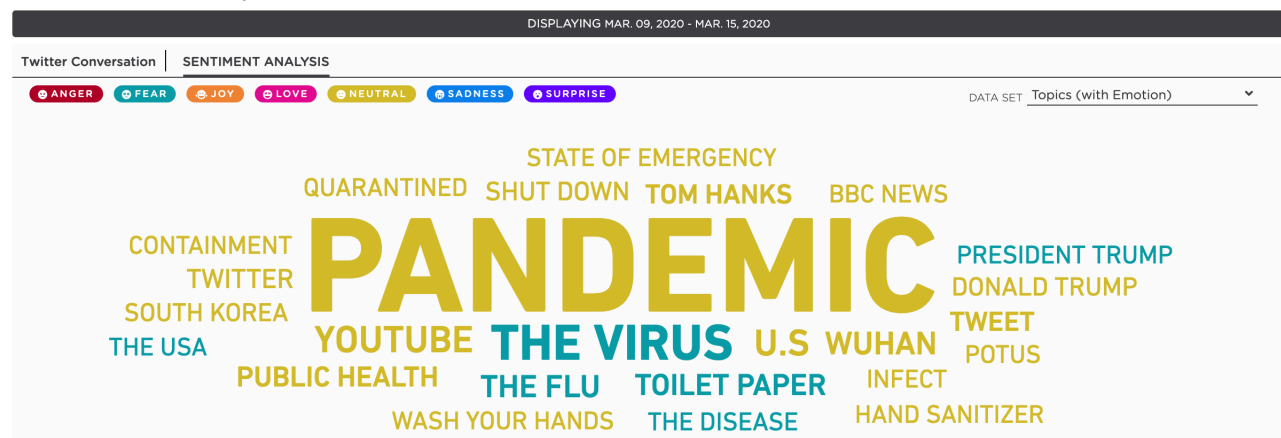 DISPLAYING MAR. 09, 2020 - MAR. 15, 2020
Twitter Conversation SENTIMENT ANALYSIS
ANGER FEAR JOY LOVE NEUTRAL SADNESS SURPRISE
DATA SET Topics (with Emotion)
STATE OF EMERGENCY
QUARANTINED SHUT DOWN TOM HANKS BBC NEWS
CONTAINMENT
TWITTER
SOUTH KOREA
THE USA
PANDEMIC
PRESIDENT TRUMP
DONALD TRUMP
TWEET
POTUS
YOUTUBE THE VIRUS U.S WUHAN
PUBLIC HEALTH THE FLU TOILET PAPER INFECT
WASH YOUR HANDS THE DISEASE HAND SANITIZER